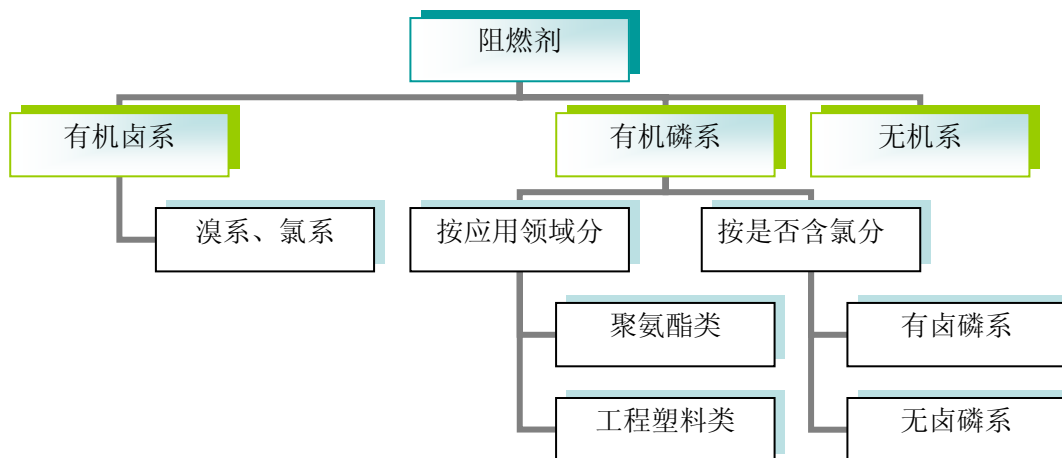 阻燃剂
有机卤系
有机磷系
无机系
溴系、氯系
按应用领域分
按是否含氯分
聚氨酯类
有卤磷系
工程塑料类
无卤磷系